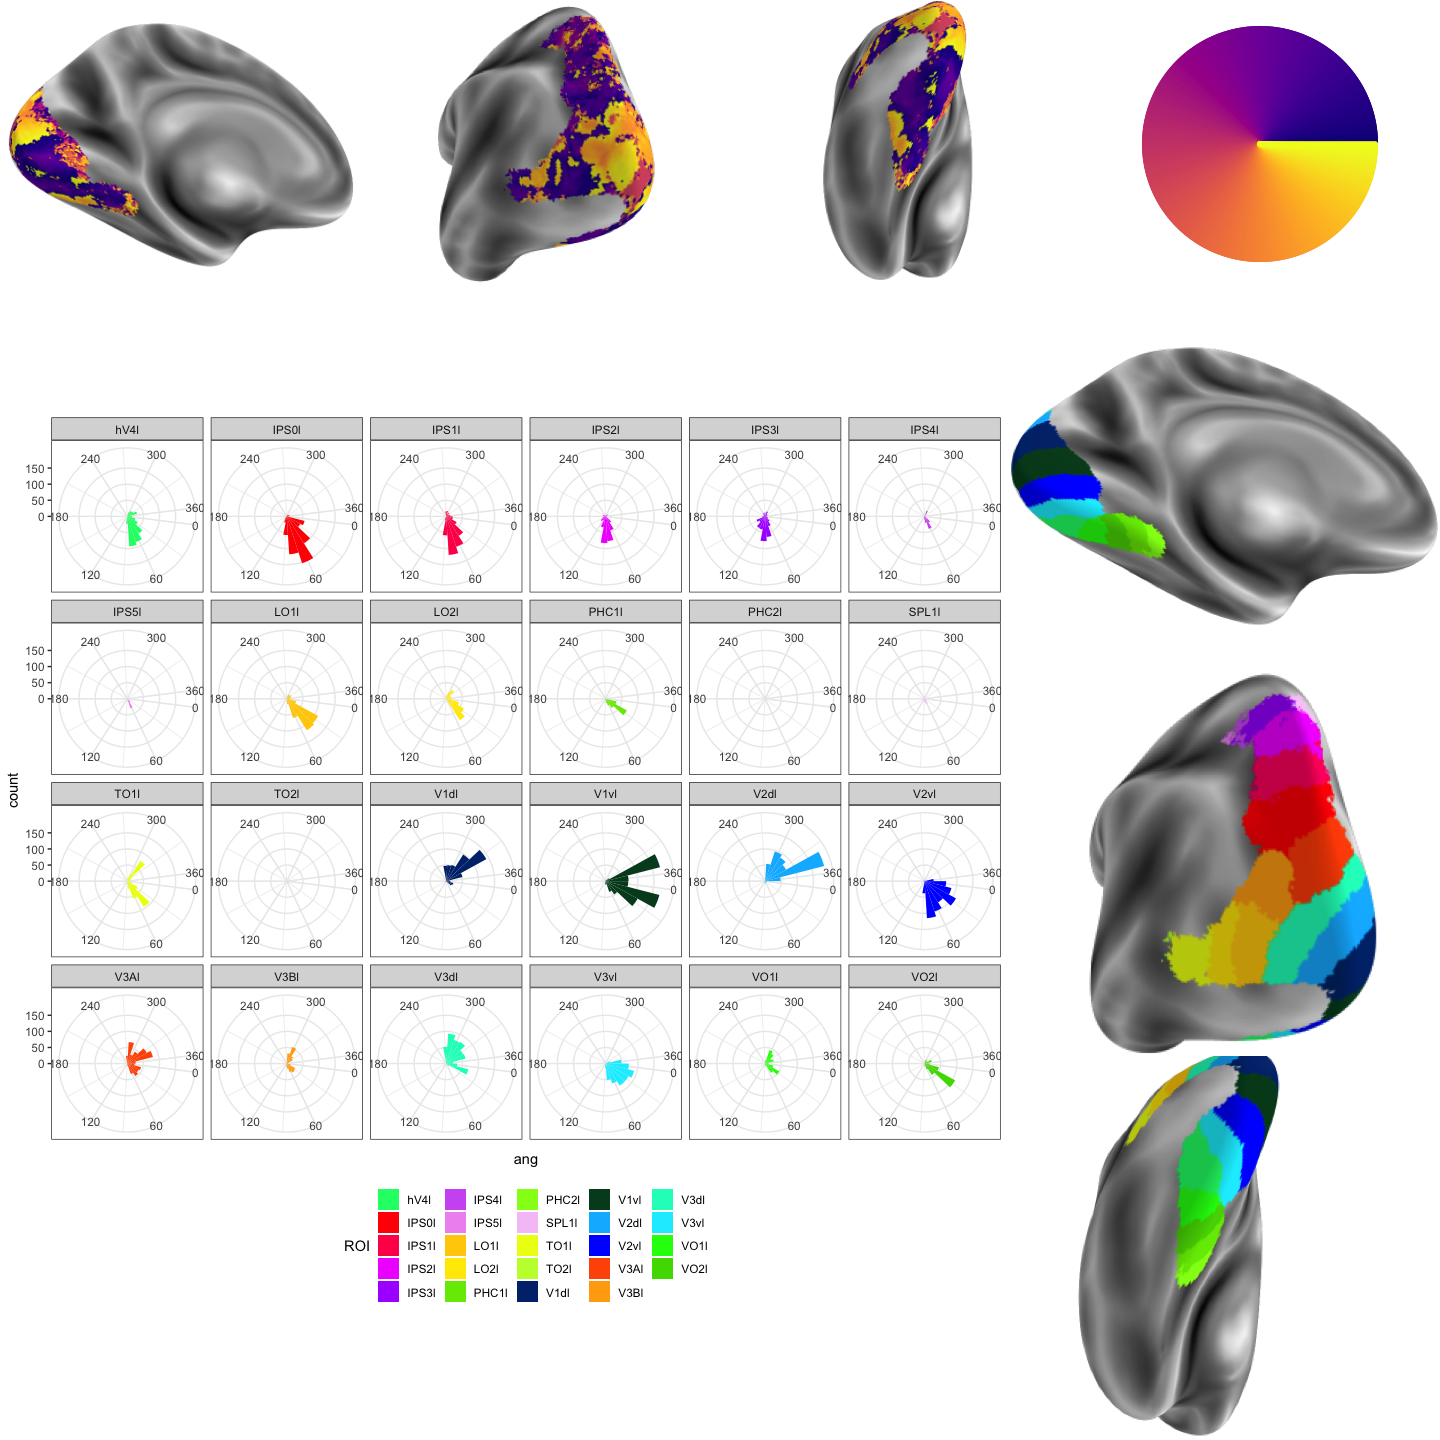 hV4l IPS0l IPS1l IPS2l IPS3l IPS4l
240 300 240 300 240 300 240 300 240 300 240 300
150
100
50
0 180 360 0 180 360 0 180 360 0 180 360 0 180 360 0 180 360 0
120 60 120 60 120 60 120 60 120 60 120 60
IPS5l LO1l LO2l PHC1l PHC2l SPL1l
240 300 240 300 240 300 240 300 240 300 240 300
150
100
50
0 180 360 0 180 360 0 180 360 0 180 360 0 180 360 0 180 360 0
120 60 120 60 120 60 120 60 120 60 120 60
count
TO1l TO2l V1dl V1vl V2dl V2vl
240 300 240 300 240 300 240 300 240 300 240 300
150
100
50
0 180 360 0 180 360 0 180 360 0 180 360 0 180 360 0 180 360 0
120 60 120 60 120 60 120 60 120 60 120 60
V3Al V3Bl V3dl V3vl VO1l VO2l
240 300 240 300 240 300 240 300 240 300 240 300
150
100
50
0 180 360 0 180 360 0 180 360 0 180 360 0 180 360 0 180 360 0
120 60 120 60 120 60 120 60 120 60 120 60
ang
ROI
hV4l IPS4l PHC2l V1vl V3dl
IPS0l IPS5l SPL1l V2dl V3vl
IPS1l LO1l TO1l V2vl VO1l
IPS2l LO2l TO2l V3Al VO2l
IPS3l PHC1l V1dl V3Bl